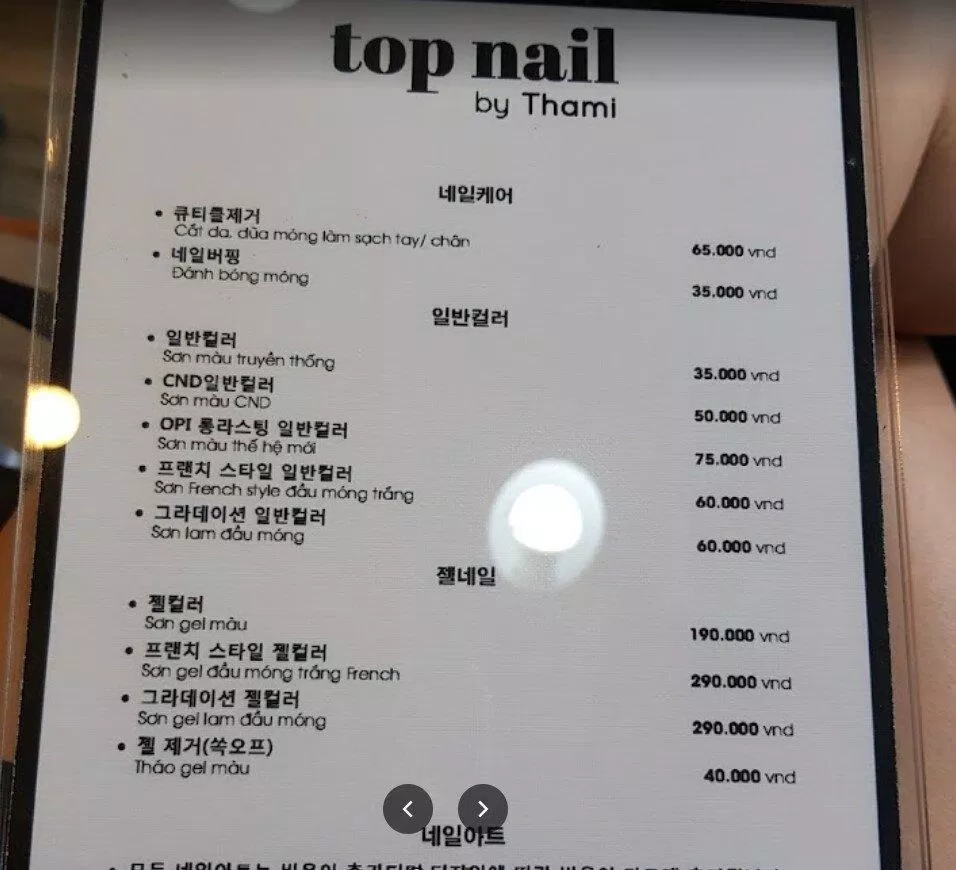 top nail
by Thami
네일케어
• 큐티클제거
Cắt da, dũa móng làm sạch tay/ chân
65.000 vnd
• 네일버핑
Đánh bóng móng
35.000 vnd
일반컬러
• 일반컬러
Sơn màu truyền thống
35.000 vnd
• CND일반컬러
Sơn màu CND
50.000 vnd
• OPI 롱라스팅 일반컬러
Sơn màu thế hệ mới
75.000 vnd
• 프랜치 스타일 일반컬러
Sơn French style đầu móng trắng
60.000 vnd
• 그라데이션 일반컬러
Sơn lam đầu móng
60.000 vnd
젤네일
• 젤컬러
Sơn gel màu
190.000 vnd
• 프랜치 스타일 젤컬러
Sơn gel đầu móng trắng French
290.000 vnd
• 그라데이션 젤컬러
Sơn gel lam đầu móng
290.000 vnd
• 젤 제거(쏙오프)
Tháo gel màu
40.000 vnd
네일아트